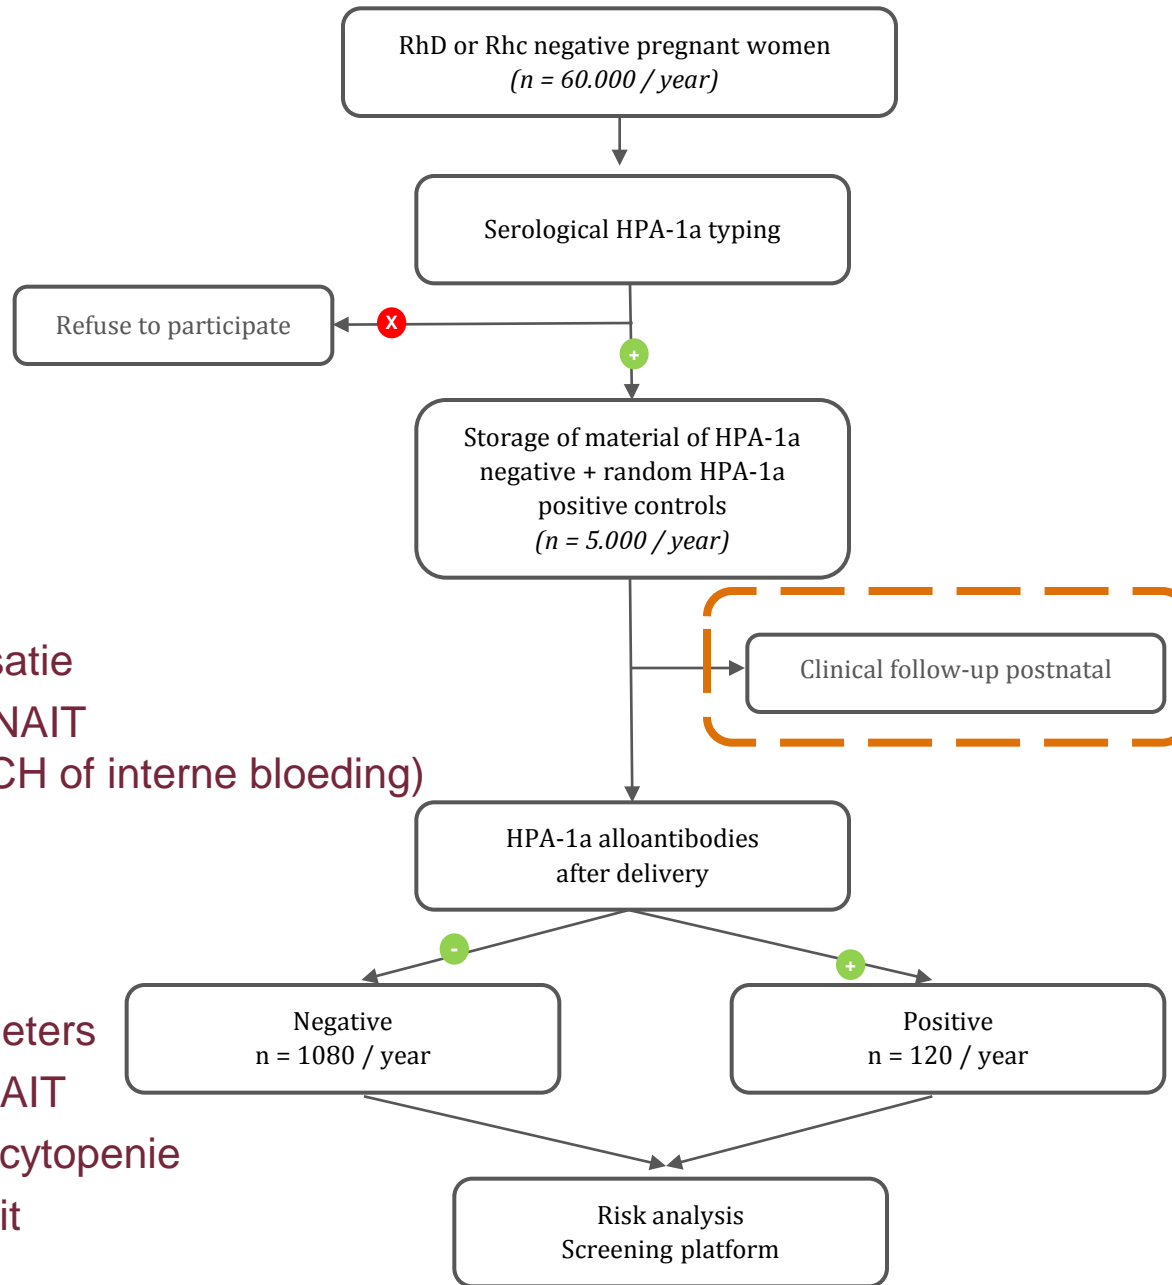 RhD or Rhc negative pregnant women
(n = 60.000 / year)
Serological HPA-1a typing
Refuse to participate
X
+
Storage of material of HPA-1a
negative + random HPA-1a
positive controls
(n = 5.000 / year)
Clinical follow-up postnatal
satie
NAIT
CH of interne bloeding)
HPA-1a alloantibodies
after delivery
-
+
Negative
n = 1080 / year
Positive
n = 120 / year
eters
AIT
cytopenie
it
Risk analysis
Screening platform